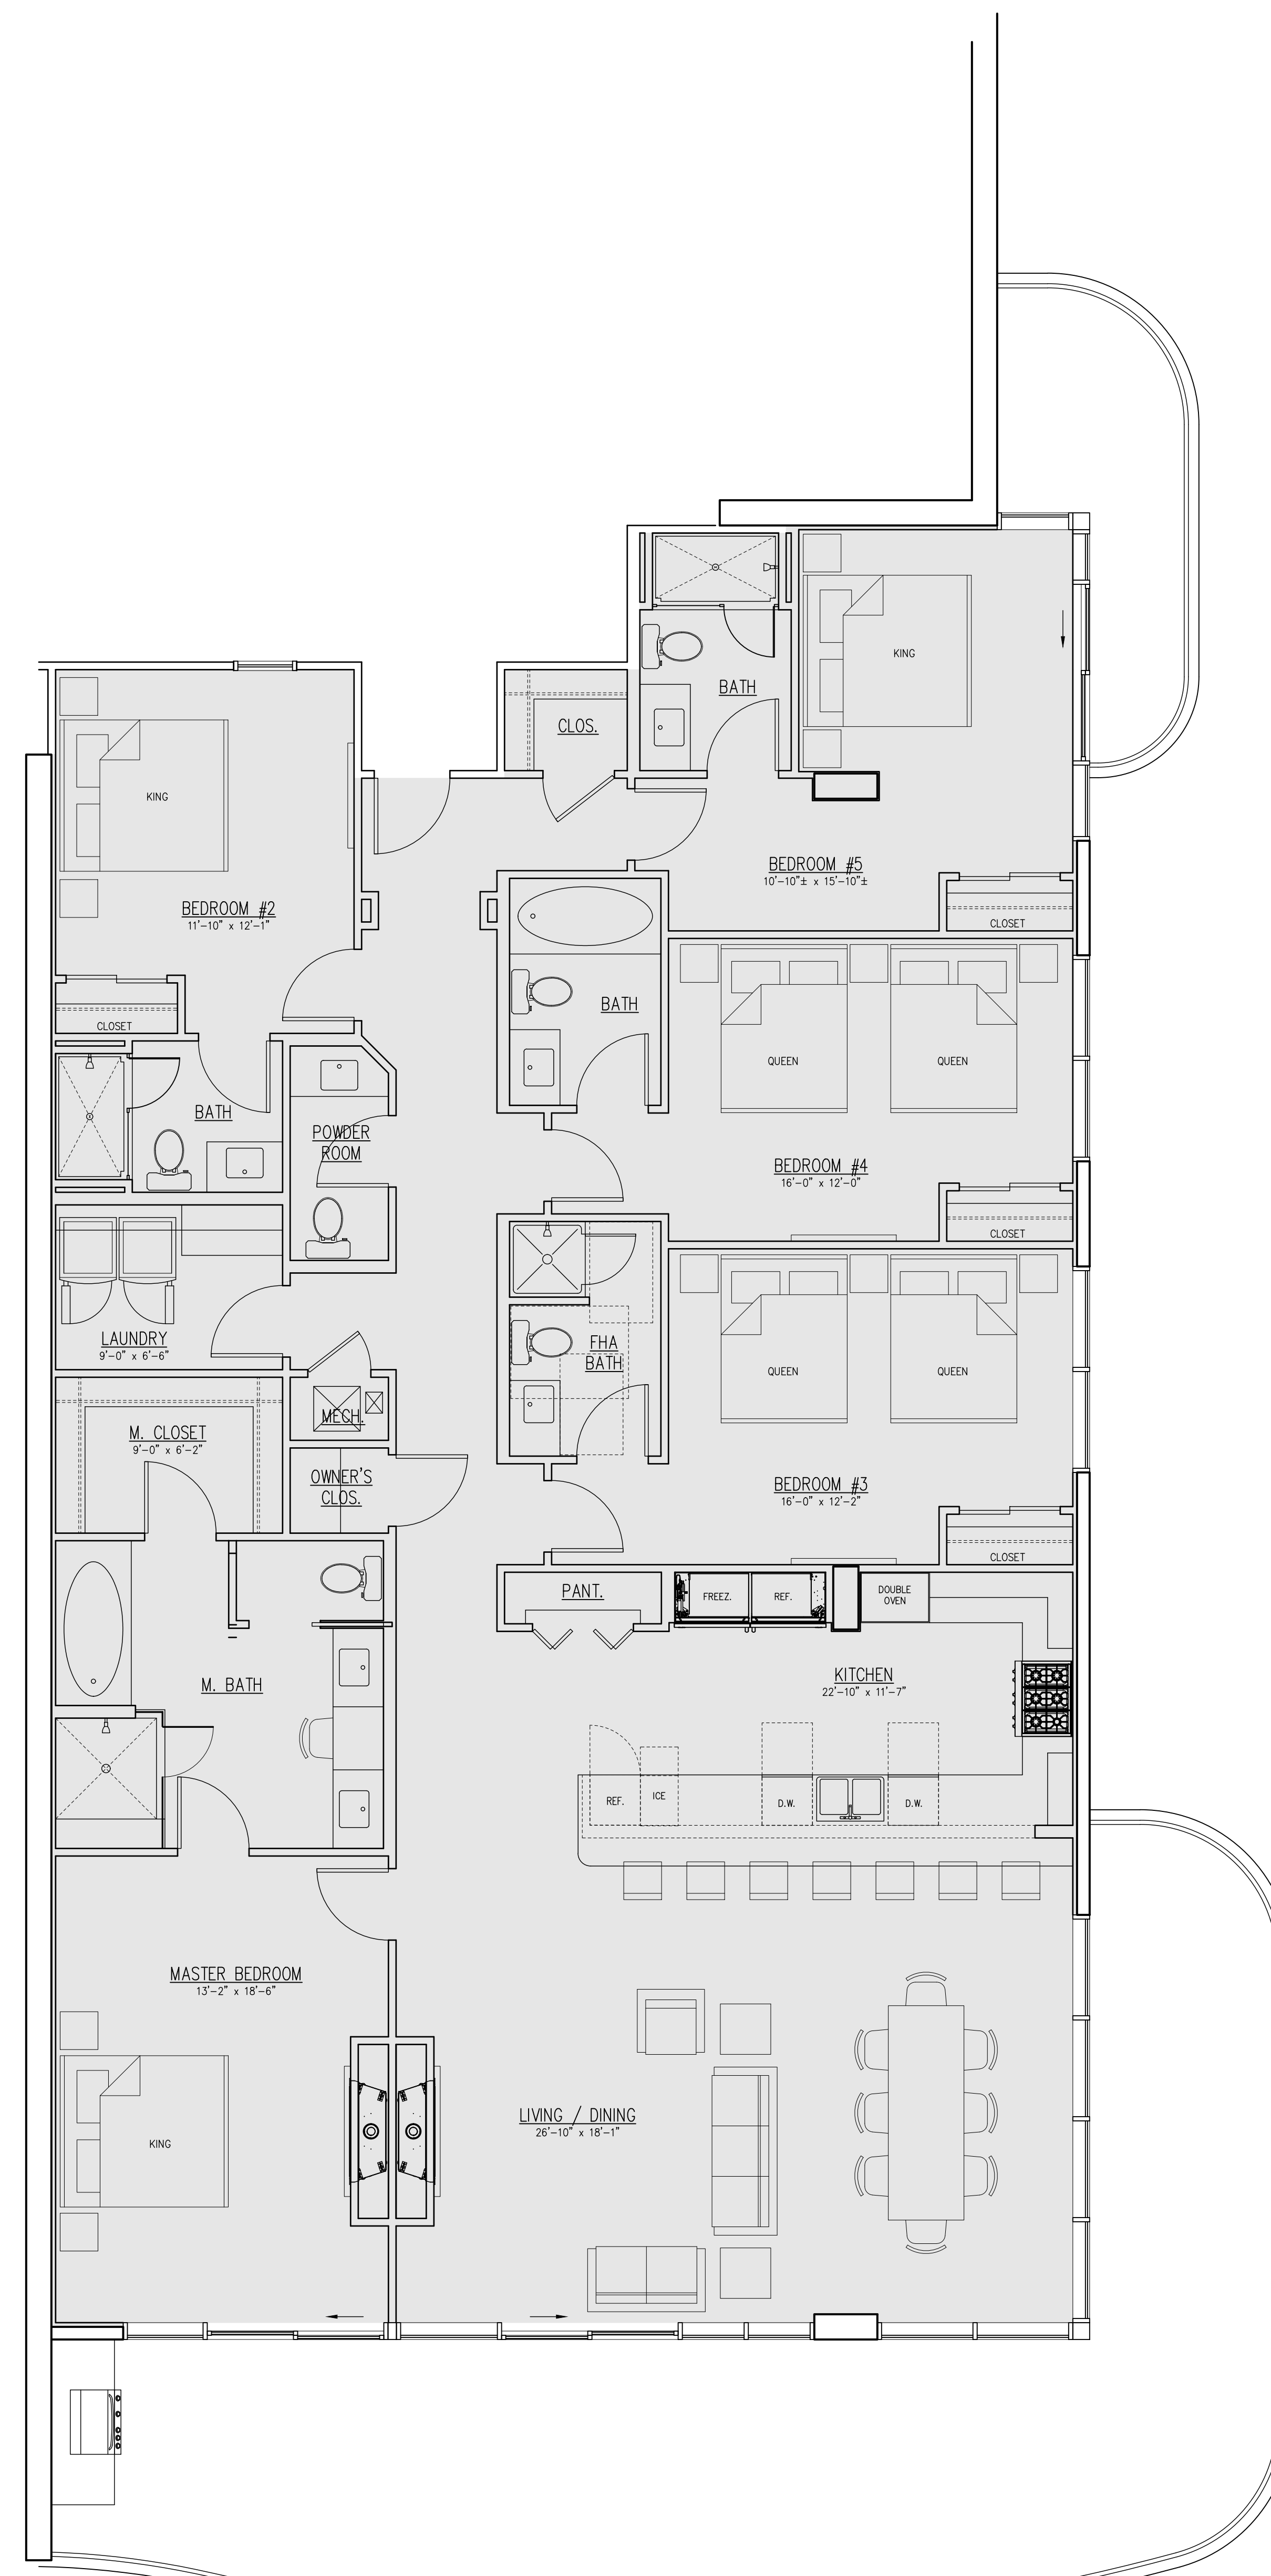 KING
BATH
CLOS.
KING
BEDROOM #5
10'-10"± x 15'-10"±
BEDROOM #2
11'-10" x 12'-1"
CLOSET
BATH
CLOSET
QUEEN
QUEEN
BATH
POWDER
ROOM
BEDROOM #4
16'-0" x 12'-0"
CLOSET
LAUNDRY
9'-0" x 6'-6"
FHA
BATH
QUEEN
QUEEN
MECH.
M. CLOSET
9'-0" x 6'-2"
OWNER'S
CLOS.
BEDROOM #3
16'-0" x 12'-2"
CLOSET
PANT.
FREEZ.
REF.
DOUBLE
OVEN
M. BATH
KITCHEN
22'-10" x 11'-7"
REF.
ICE
D.W.
D.W.
MASTER BEDROOM
13'-2" x 18'-6"
LIVING / DINING
26'-10" x 18'-1"
KING